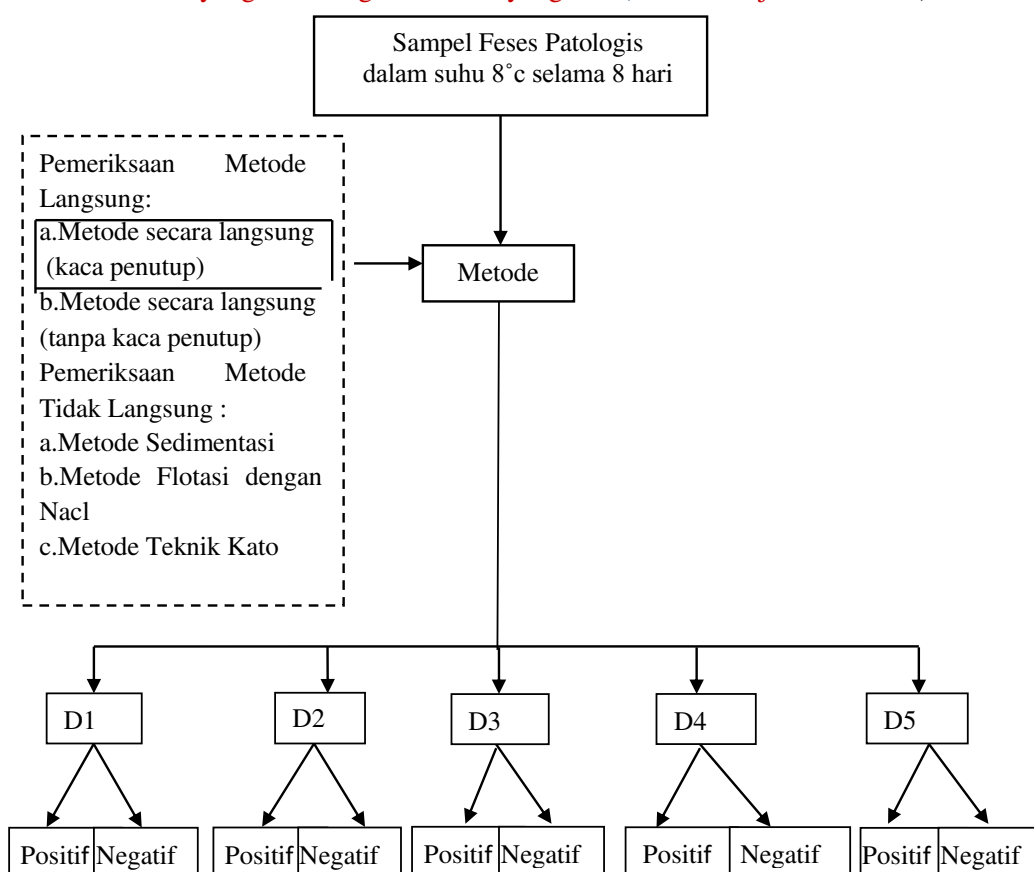 Sampel Feses Patologis
dalam suhu 8˚c selama 8 hari
Pemeriksaan Metode
Langsung:
a.Metode secara langsung
(kaca penutup)
b.Metode secara langsung
(tanpa kaca penutup)
Pemeriksaan Metode
Tidak Langsung :
a.Metode Sedimentasi
b.Metode Flotasi dengan
Nacl
c.Metode Teknik Kato
Metode
D1 D2 D3 D4 D5
Positif Negatif Positif Negatif Positif Negatif Positif Negatif Positif Negatif